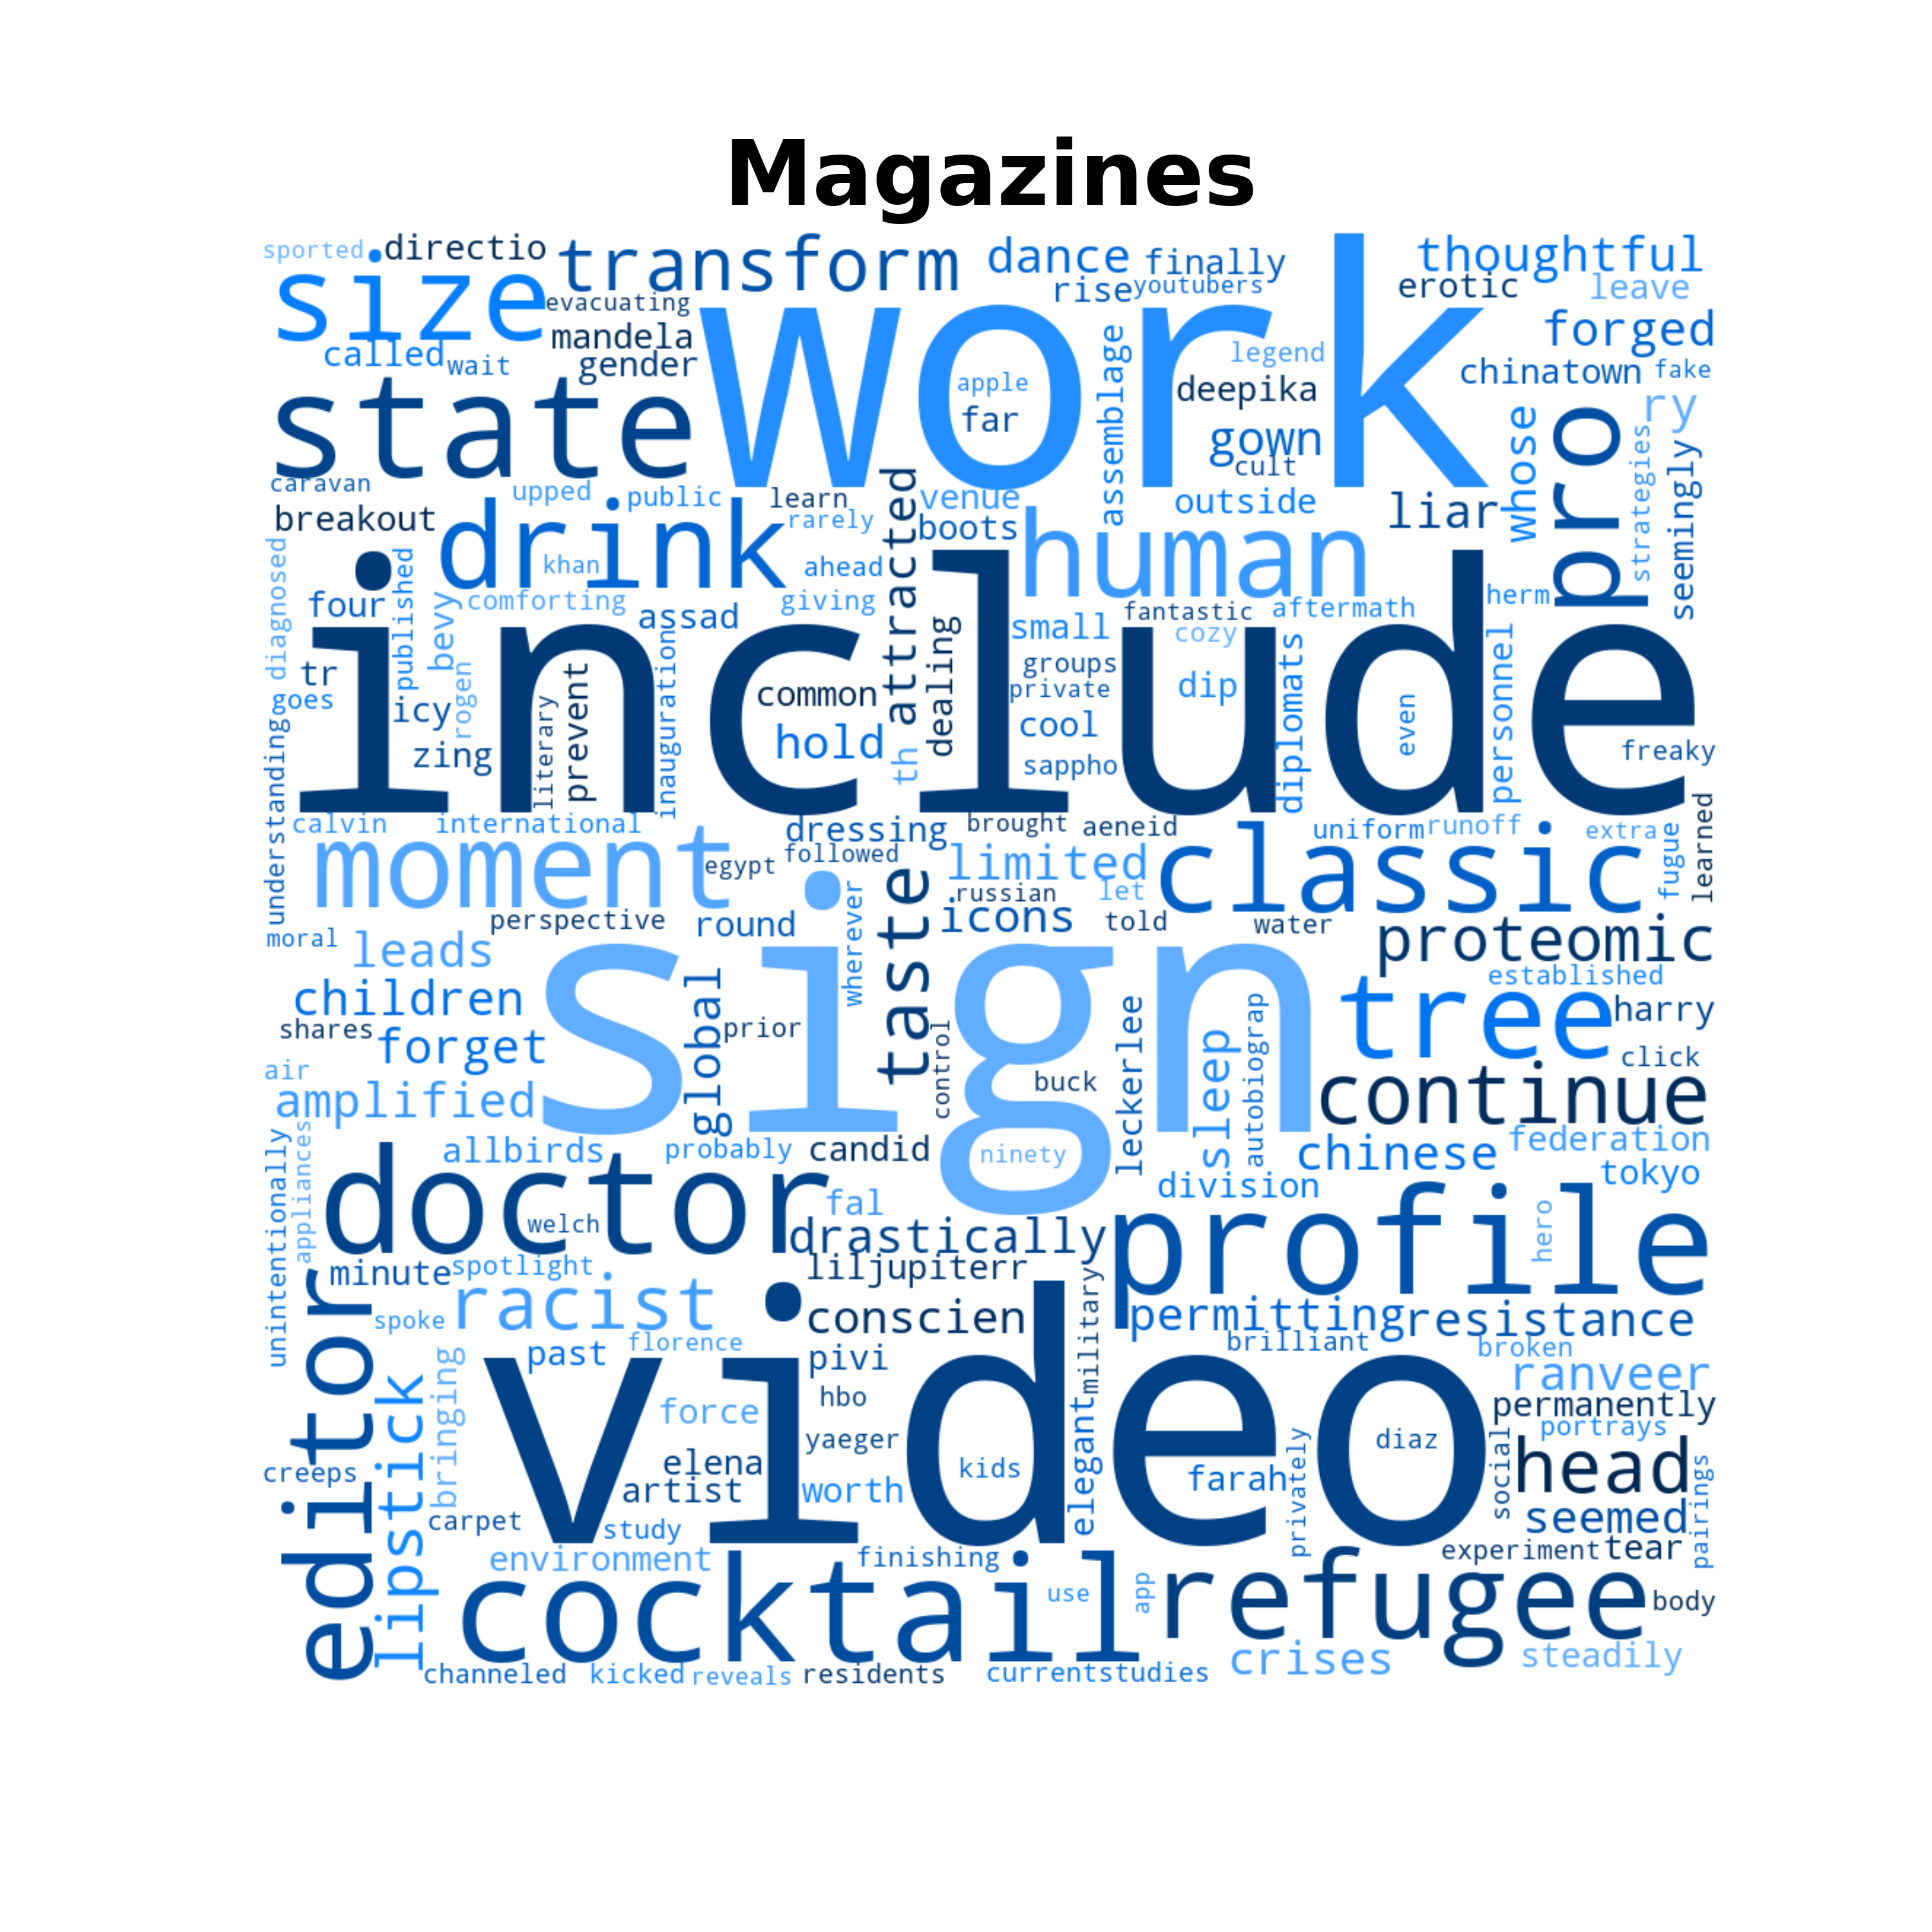 Magazines
sported
directio
transform
dance
finally
thoughtful
size
evacuating
rise
youtubers
erotic
leave
mandela
work
forged
called
wait
gender
legend
chinatown
fake
apple
deepika
assemblage
state
far
gown
cult
whose
pro
ry
strategies
seemingly
caravan
upped
public
learn
attracted
venue
outside
liar
breakout
drink
rarely
boots
human
khan
ahead
diagnosed
published
four
bevy
comforting
assad
giving
include
small
fantastic
aftermath
herm
cozy
tr
goes
icy
rogen
zing
literary
prevent
inauguration
common
hold
th
dealing
groups
private
cool
sappho
dip
diplomats
even
personnel
freaky
understanding
calvin
international
dressing
brought
aeneid
uniform
runoff
extra
fugue
learned
moment
egypt
followed
limited
classic
russian
let
perspective
round
wherever
taste
icons
told
water
proteomic
moral
leads
sign
established
children
tree
harry
shares
forget
global
prior
control
buck
leckerlee
sleep
autobiograp
click
air
amplified
continue
unintentionally
appliances
allbirds
probably
candid
ninety
chinese
federation
doctor
tokyo
division
welch
fal
drastically
profile
hero
minute
spotlight
liljupiterr
editor
spoke
racist
conscien
military
permitting
resistance
past
florence
pivi
brilliant
broken
video
ranveer
lipstick
bringing
force
hbo
elegant
permanently
portrays
creeps
elena
yaeger
kids
farah
privately
diaz
social
head
pairings
artist
worth
carpet
study
seemed
environment
finishing
experiment
tear
cocktail
use
app
refugee
body
channeled
kicked
reveals
residents
currentstudies
crises
steadily